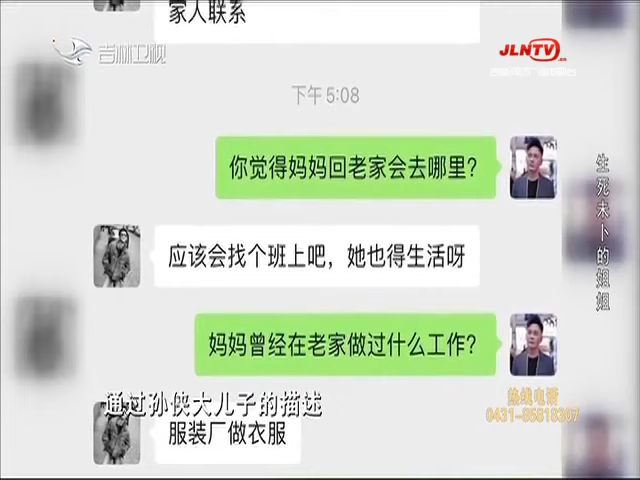 家人联系
吉林卫视
JLNTV
下午 5:08
你觉得妈妈回老家会去哪里?
应该会找个班上吧，她也得生活呀
妈妈曾经在老家做过什么工作?
通过孙侠大儿子的描述
服装厂做衣服
生死未卜的姐姐
热线电话
0431-85818307